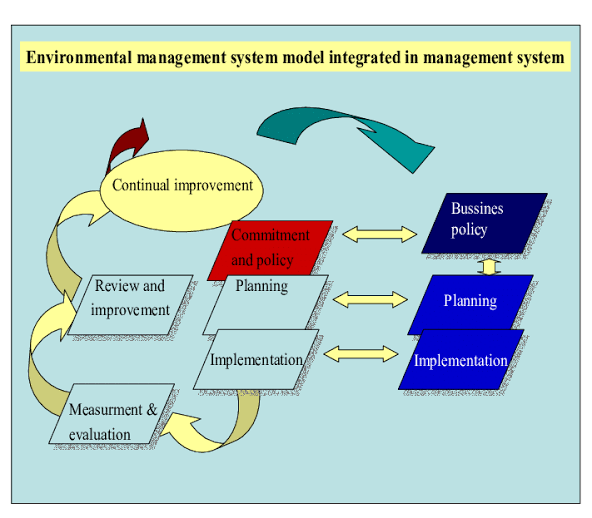 Environmental management system model integrated in management system
Continual improvement
Commitment
and policy
Bussines
policy
Review and
improvement
Planning
Planning
Implementation
Implementation
Measurment &
evaluation